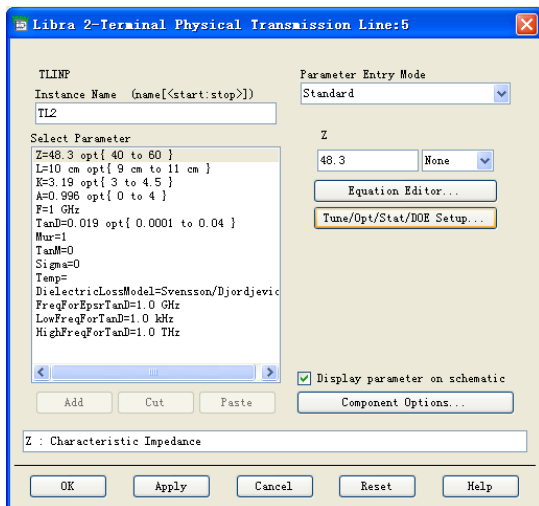 Libra 2-Terminal Physical Transmission Line:5
TLINP
Instance Name (name[<start:stop>])
TL2
Select Parameter
Z=48.3 opt{ 40 to 60 }
L=10 cm opt{ 9 cm to 11 cm }
K=3.19 opt{ 3 to 4.5 }
A=0.996 opt{ 0 to 4 }
F=1 GHz
TanD=0.019 opt{ 0.0001 to 0.04 }
Mur=1
TanM=0
Sigma=0
Temp=
DielectricLossModel=Svensson/Djordjevic
FreqForEpsrTanD=1.0 GHz
LowFreqForTanD=1.0 kHz
HighFreqForTanD=1.0 THz
Add
Cut
Paste
Parameter Entry Mode
Standard
Z
48.3
None
Equation Editor...
Tune/Opt/Stat/DOE Setup...
Display parameter on schematic
Component Options...
Z : Characteristic Impedance
OK
Apply
Cancel
Reset
Help